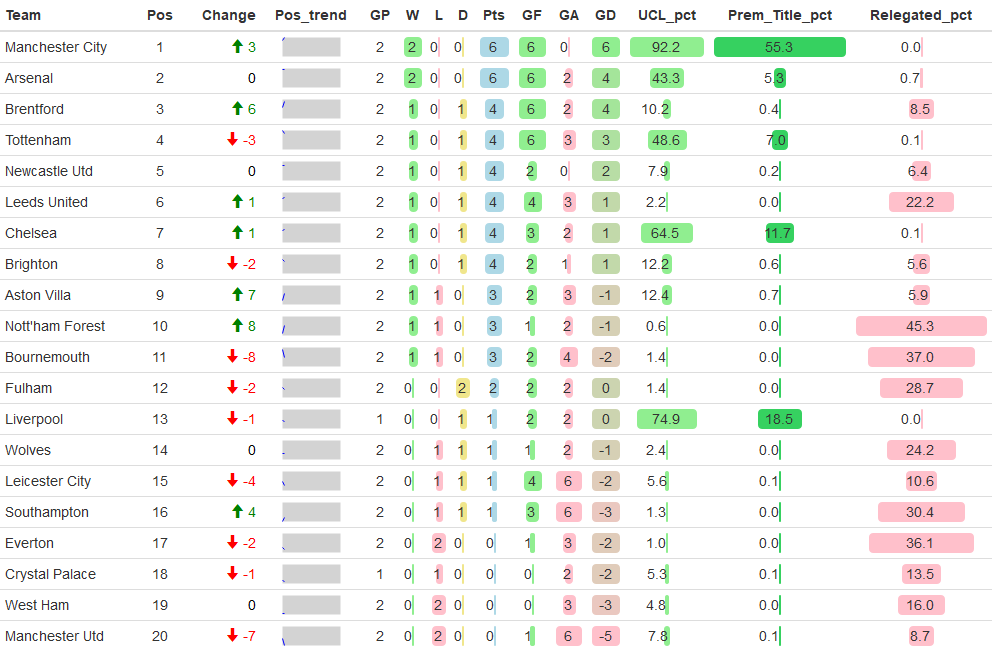 Team Pos Change Pos_trend GP W L D Pts GF GA GD UCL_pct Prem_Title_pct Relegated_pct
Manchester City 1 3 2 2 0 0 6 6 0 6 92.2 55.3 0.0
Arsenal 2 0 2 2 0 0 6 6 2 4 43.3 5.3 0.7
Brentford 3 6 2 1 0 1 4 6 2 4 10.2 0.4 8.5
Tottenham 4 -3 2 1 0 1 4 6 3 3 48.6 7.0 0.1
Newcastle Utd 5 0 2 1 0 1 4 2 0 2 7.9 0.2 6.4
Leeds United 6 1 2 1 0 1 4 4 3 1 2.2 0.0 22.2
Chelsea 7 1 2 1 0 1 4 3 2 1 64.5 11.7 0.1
Brighton 8 -2 2 1 0 1 4 2 1 1 12.2 0.6 5.6
Aston Villa 9 7 2 1 1 0 3 2 3 -1 12.4 0.7 5.9
Nott'ham Forest 10 8 2 1 1 0 3 1 2 -1 0.6 0.0 45.3
Bournemouth 11 -8 2 1 1 0 3 2 4 -2 1.4 0.0 37.0
Fulham 12 -2 2 0 0 2 2 2 2 0 1.4 0.0 28.7
Liverpool 13 -1 1 0 0 1 1 2 2 0 74.9 18.5 0.0
Wolves 14 0 2 0 1 1 1 1 2 -1 2.4 0.0 24.2
Leicester City 15 -4 2 0 1 1 1 4 6 -2 5.6 0.1 10.6
Southampton 16 4 2 0 1 1 1 3 6 -3 1.3 0.0 30.4
Everton 17 -2 2 0 2 0 0 1 3 -2 1.0 0.0 36.1
Crystal Palace 18 -1 1 0 1 0 0 0 2 -2 5.3 0.1 13.5
West Ham 19 0 2 0 2 0 0 0 3 -3 4.8 0.0 16.0
Manchester Utd 20 -7 2 0 2 0 0 1 6 -5 7.8 0.1 8.7